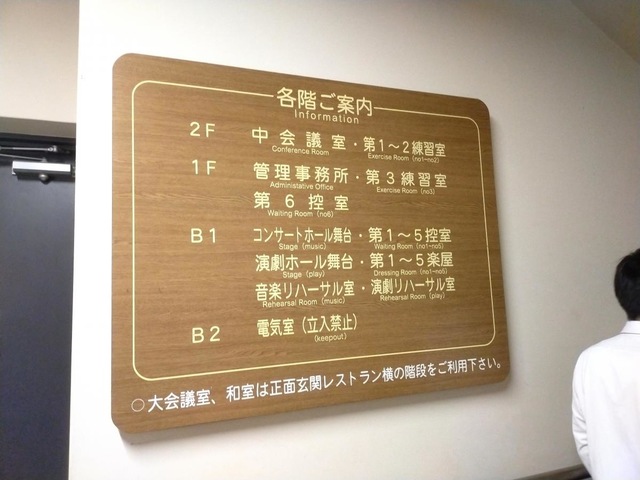 各階ご案内
Information
2F 中会議室・第1～2練習室
Conference Room Exercise Room (no1~no2)
1F 管理事務所・第3練習室
Administative Office Exercise Room (no3)
第6控室
Waiting Room (no6)
B1 コンサートホール舞台・第1～5控室
Stage (music) Waiting Room (no1~no5)
演劇ホール舞台・第1～5楽屋
Stage (play) Dressing Room (no1~no5)
音楽リハーサル室・演劇リハーサル室
Rehearsal Room (music) Rehearsal Room (play)
B2 電気室(立入禁止)
(keepout)
○大会議室、和室は正面玄関レストラン横の階段をご利用下さい。